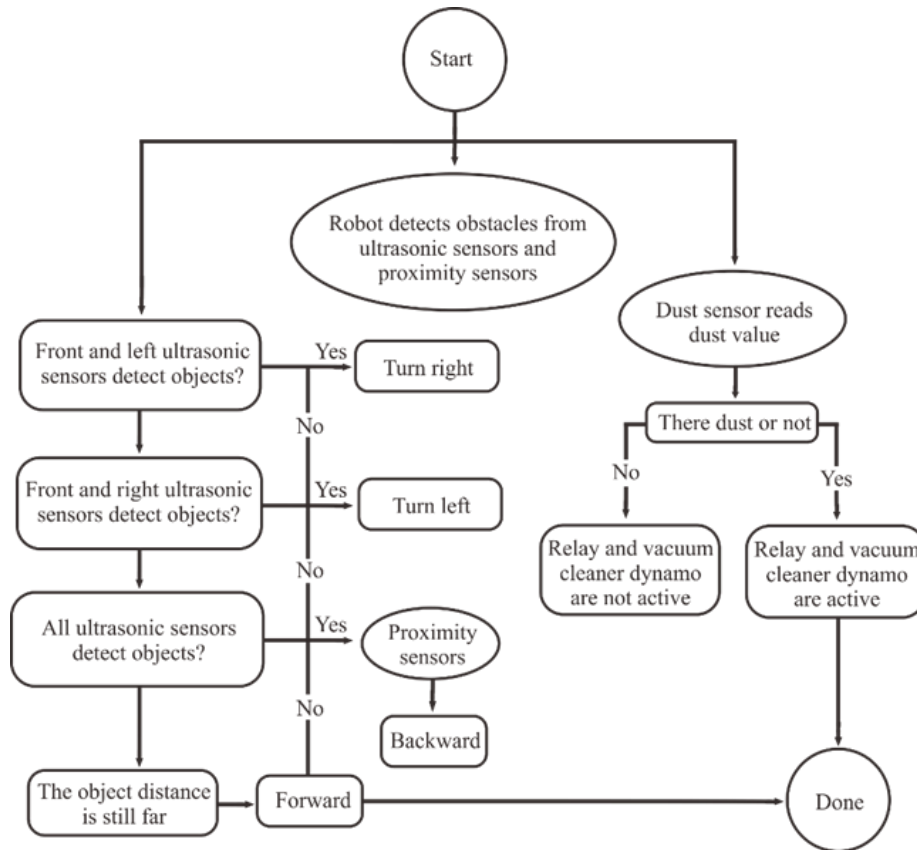 Start
Robot detects obstacles from
ultrasonic sensors and
proximity sensors
Dust sensor reads
dust value
Front and left ultrasonic
sensors detect objects?
Yes
Turn right
No
There dust or not
No
Yes
Front and right ultrasonic
sensors detect objects?
Yes
Turn left
No
Relay and vacuum
cleaner dynamo
are not active
Relay and vacuum
cleaner dynamo
are active
All ultrasonic sensors
detect objects?
Yes
Proximity
sensors
No
Backward
The object distance
is still far
Forward
Done